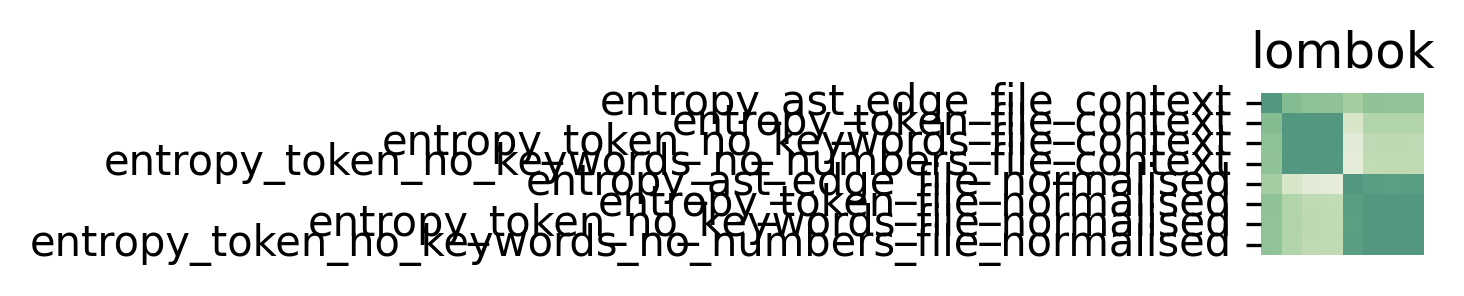 lombok
entropy_ast_edge_file_context
entropy_token_file_context
entropy_token_no_keywords_file_context
entropy_token_no_keywords_no_numbers_file_context
entropy_ast_edge_file_normalised
entropy_token_file_normalised
entropy_token_no_keywords_file_normalised
entropy_token_no_keywords_no_numbers_file_normalised